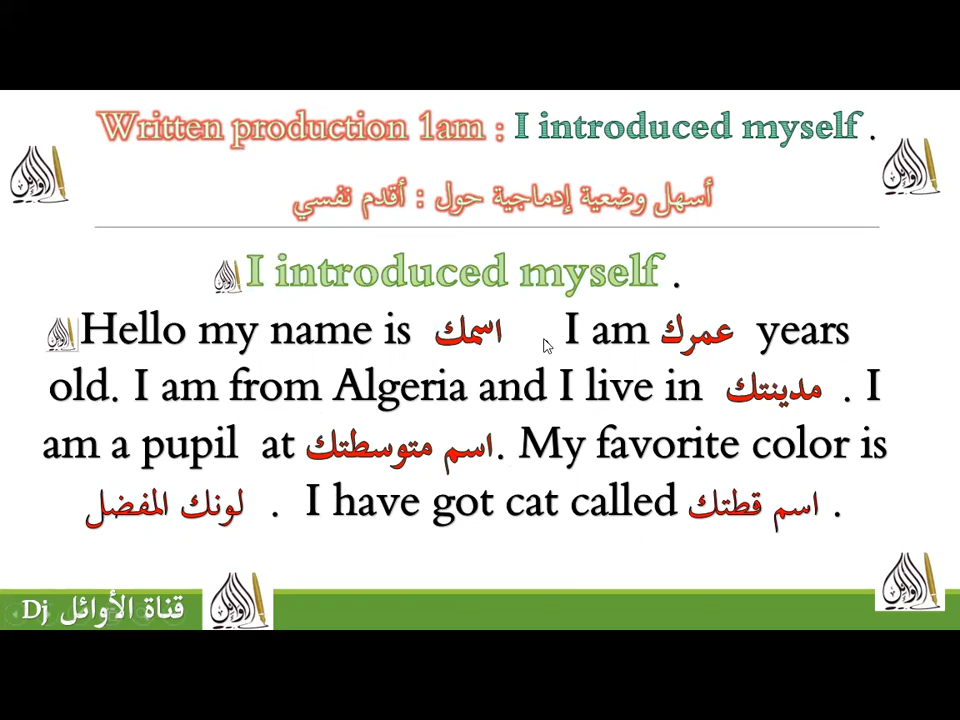 Written production 1am : I introduced myself .
أسهل وضعية إدماجية حول : أقدم نفسي
I introduced myself .
Hello my name is اسمك I am عمرك years
old. I am from Algeria and I live in مدينتك . I
am a pupil at اسم متوسطتك. My favorite color is
لونك المفضل . I have got cat called اسم قطتك .
قناة الأوائل Dj
الأوائل